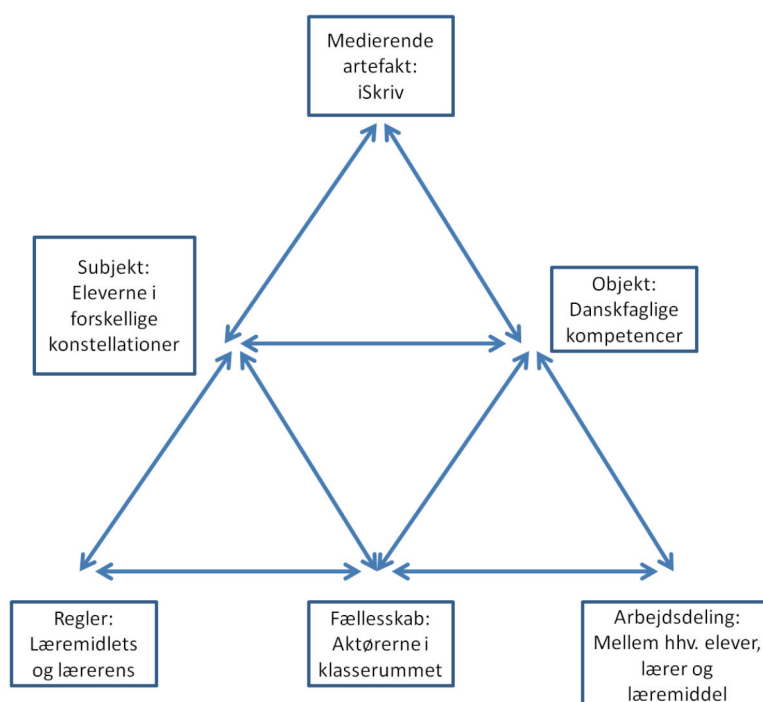 Medierende
artefakt:
iSkriv
Subjekt:
Eleverne i
forskellige
konstellationer
Objekt:
Danskfaglige
kompetencer
Regler:
Læremidlets
og lærerens
Fællesskab:
Aktørerne i
klasserummet
Arbejdsdeling:
Mellem hhv. elever,
lærer og
læremiddel